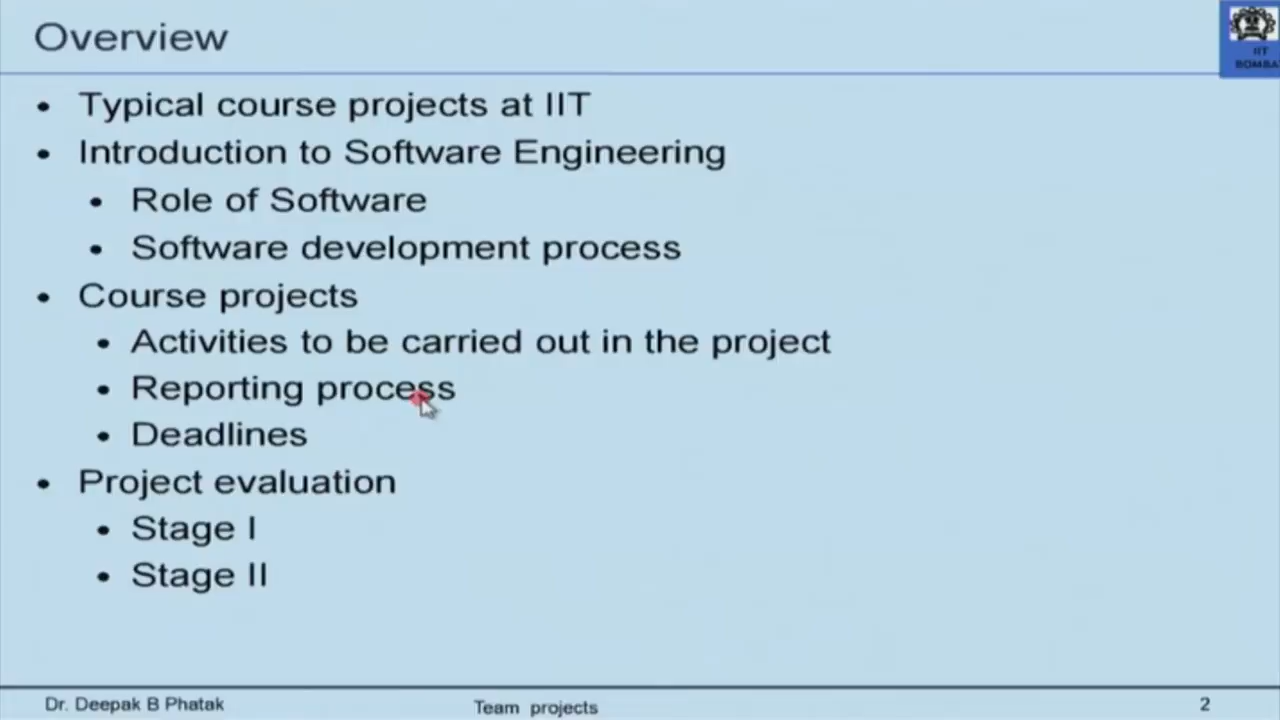 Overview
IIT
BOMBA
• Typical course projects at IIT
• Introduction to Software Engineering
• Role of Software
• Software development process
• Course projects
• Activities to be carried out in the project
• Reporting process
• Deadlines
• Project evaluation
• Stage I
• Stage II
Dr. Deepak B Phatak
Team projects
2